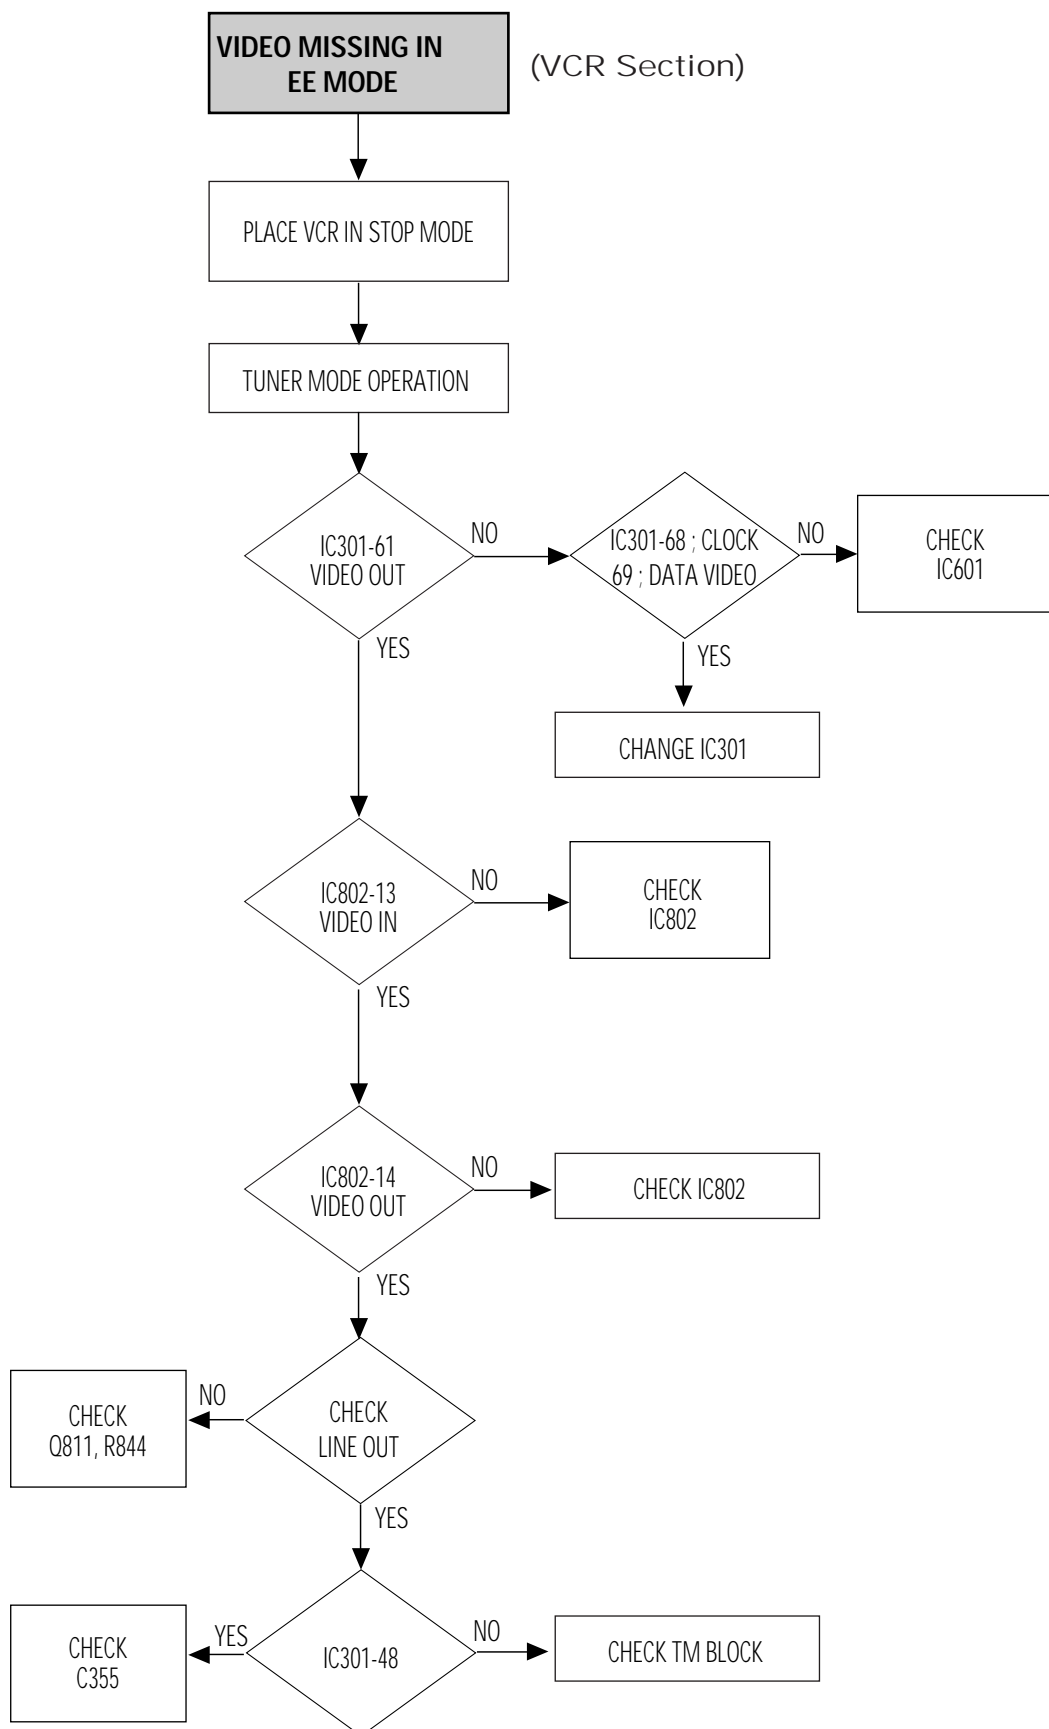 VIDEO MISSING IN
EE MODE
(VCR Section)
PLACE VCR IN STOP MODE
TUNER MODE OPERATION
IC301-61
VIDEO OUT
NO
IC301-68 ; CLOCK
69 ; DATA VIDEO
NO
CHECK
IC601
YES
YES
CHANGE IC301
IC802-13
VIDEO IN
NO
CHECK
IC802
YES
IC802-14
VIDEO OUT
NO
CHECK IC802
YES
CHECK
LINE OUT
NO
CHECK
Q811, R844
YES
IC301-48
YES
CHECK
C355
NO
CHECK TM BLOCK